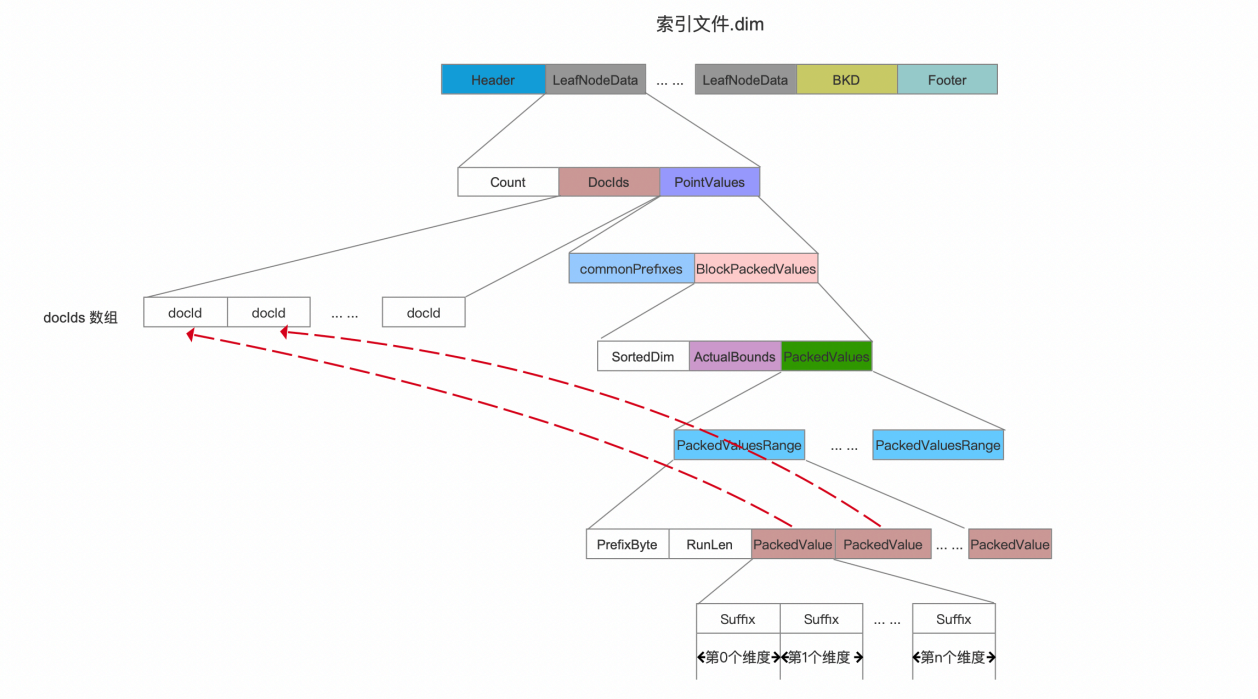 索引文件.dim
Header LeafNodeData ... ... LeafNodeData BKD Footer
Count DocIds PointValues
commonPrefixes BlockPackedValues
docIds 数组 docId docId ... ... docId
SortedDim ActualBounds PackedValues
PackedValuesRange ... ... PackedValuesRange
PrefixByte RunLen PackedValue PackedValue ... ... PackedValue
Suffix Suffix ... ... Suffix
第0个维度 第1个维度 第n个维度